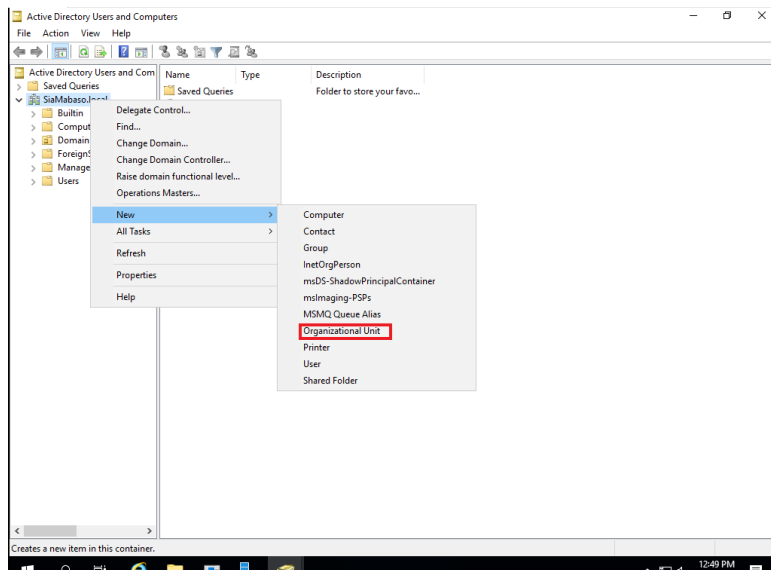 Active Directory Users and Computers
File Action View Help
Active Directory Users and Com
Saved Queries
SiaMabaso.local
Builtin
Comput
Domain
ForeignS
Manage
Users
Name Type Description
Saved Queries Folder to store your favo...
Delegate Control...
Find...
Change Domain...
Change Domain Controller...
Raise domain functional level...
Operations Masters...
New
All Tasks
Refresh
Properties
Help
Computer
Contact
Group
InetOrgPerson
msDS-ShadowPrincipalContainer
msImaging-PSPs
MSMQ Queue Alias
Organizational Unit
Printer
User
Shared Folder
Creates a new item in this container.
12:49 PM